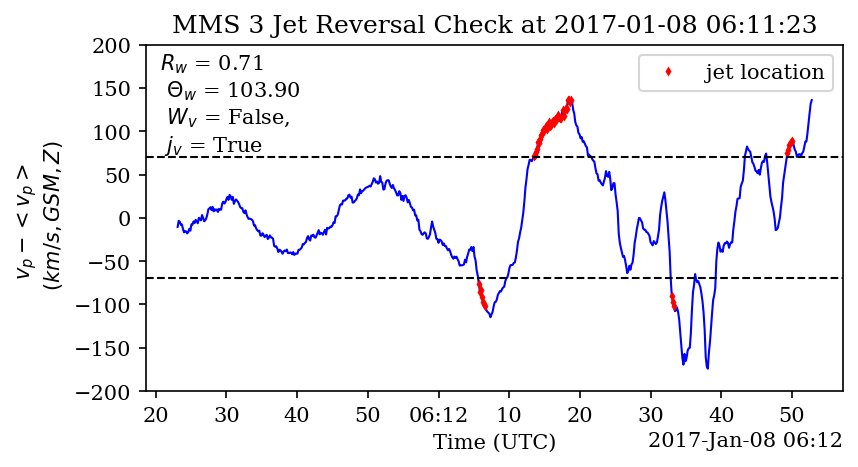 MMS 3 Jet Reversal Check at 2017-01-08 06:11:23
R_w = 0.71
Θ_w = 103.90
W_v = False,
j_v = True
jet location
200
150
100
50
0
−50
−100
−150
−200
v_p − < v_p >
(km/s, GSM, Z)
20 30 40 50 06:12 10 20 30 40 50
Time (UTC)
2017-Jan-08 06:12